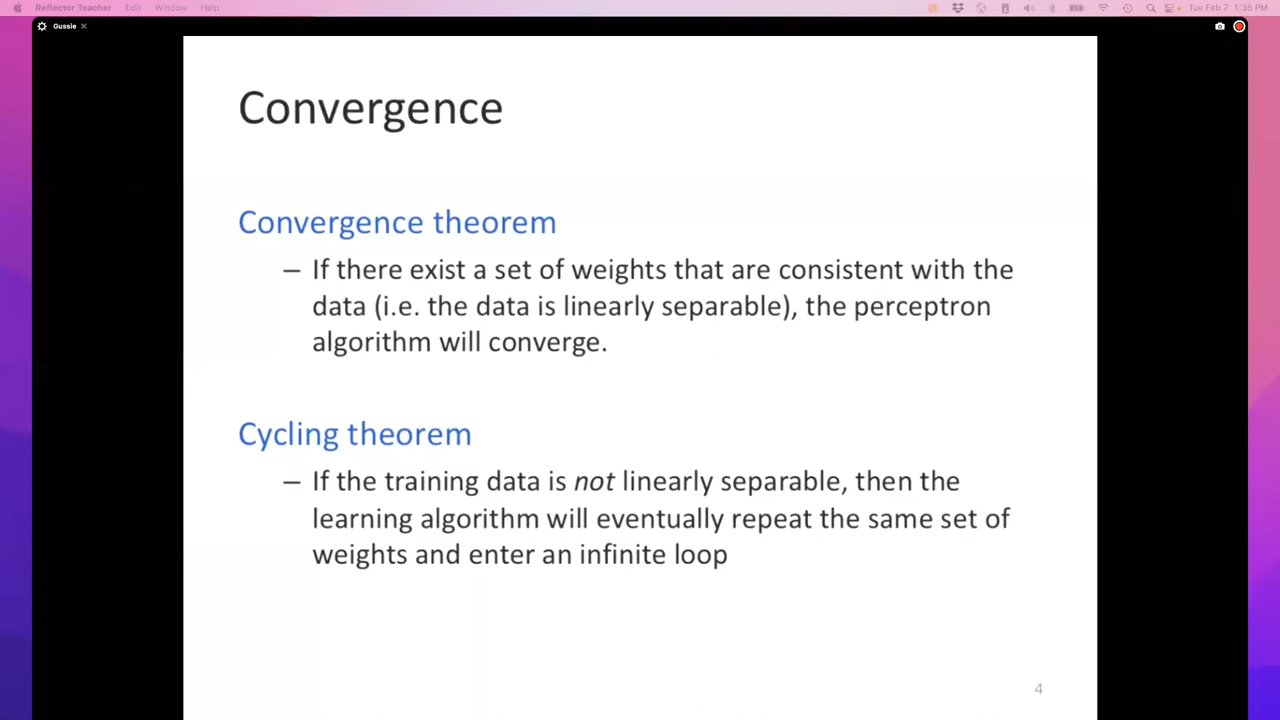 Reflector Teacher Edit Window Help Tue Feb 7 1:35 PM
Gussie
Convergence
Convergence theorem
– If there exist a set of weights that are consistent with the
data (i.e. the data is linearly separable), the perceptron
algorithm will converge.
Cycling theorem
– If the training data is not linearly separable, then the
learning algorithm will eventually repeat the same set of
weights and enter an infinite loop
4